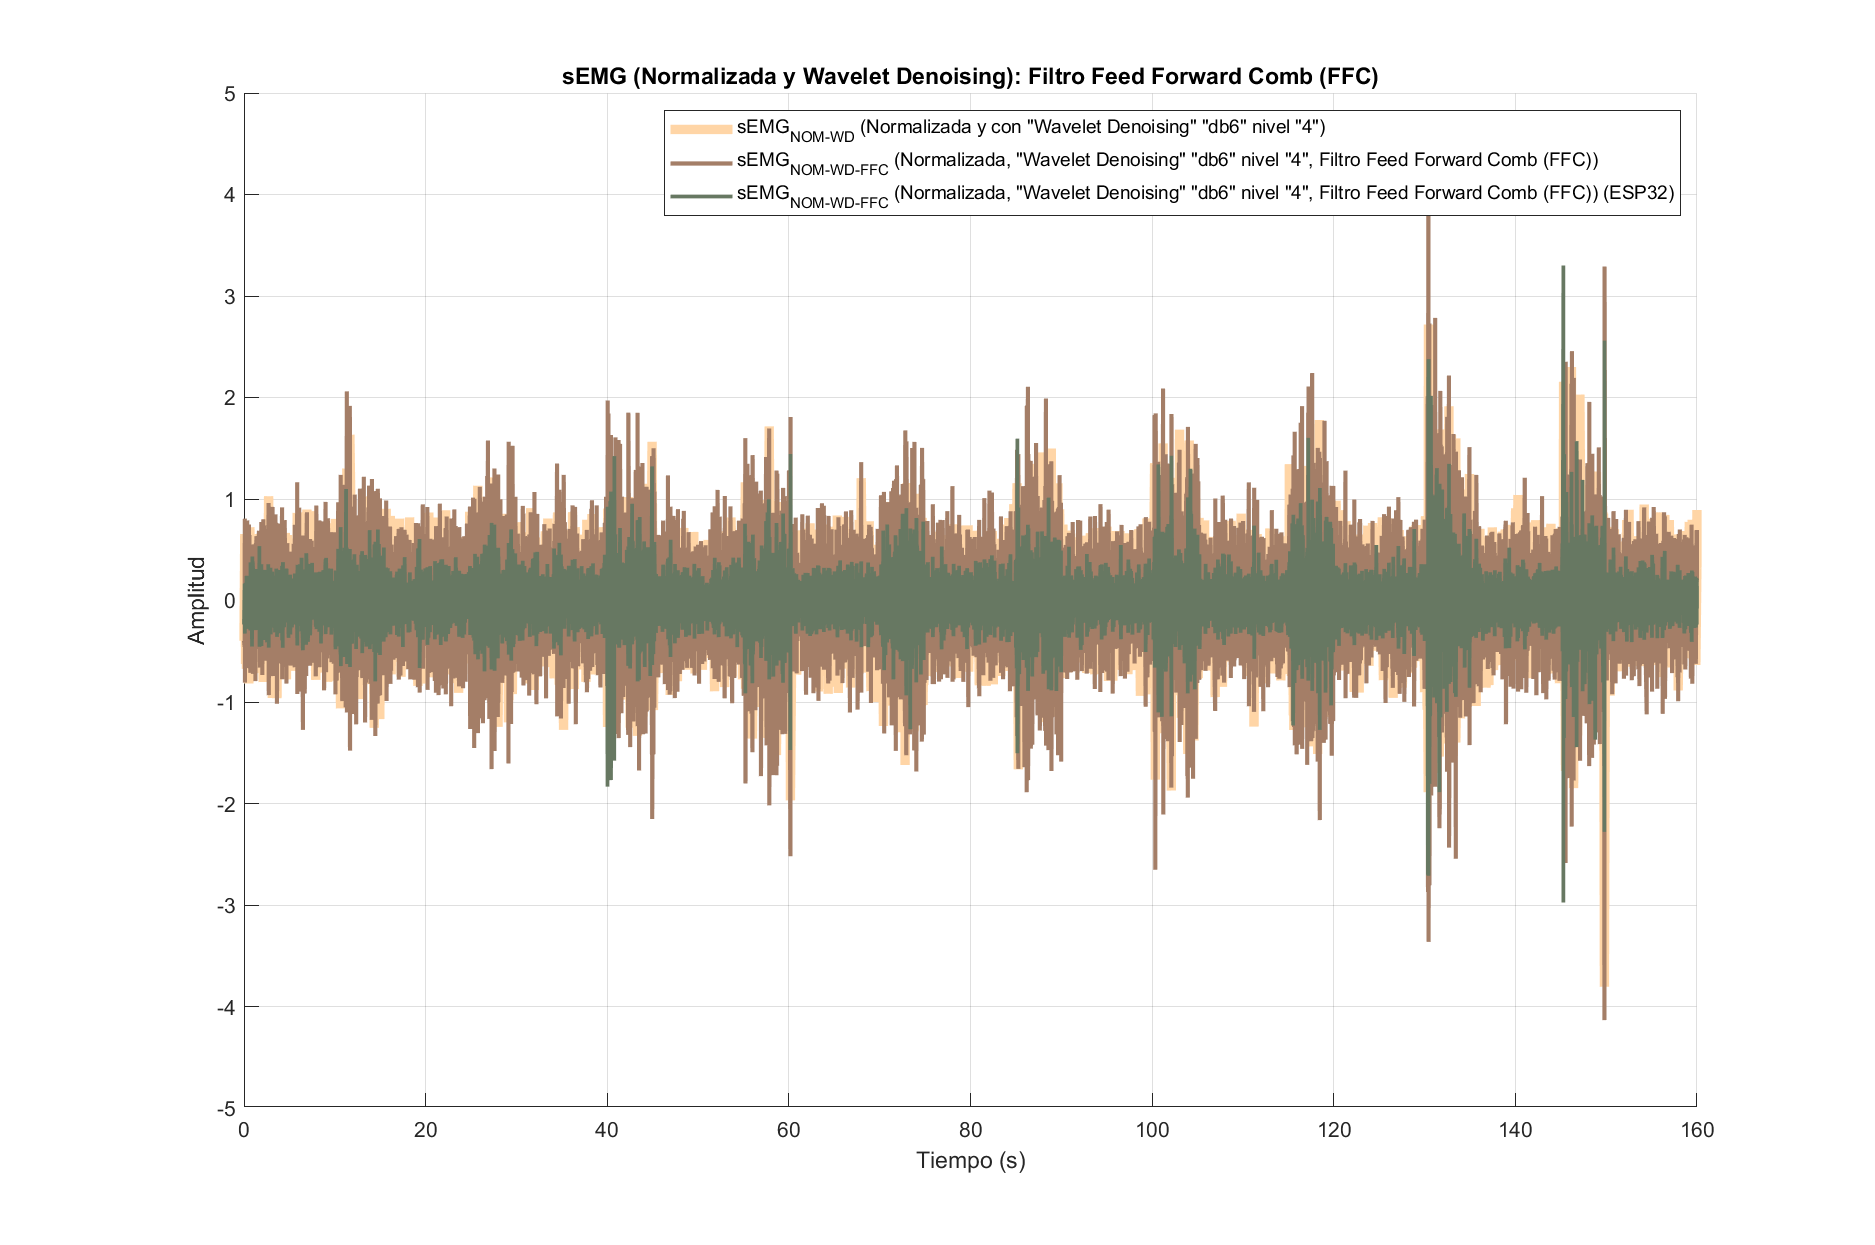 sEMG (Normalizada y Wavelet Denoising): Filtro Feed Forward Comb (FFC)
sEMG_NOM-WD (Normalizada y con "Wavelet Denoising" "db6" nivel "4")
sEMG_NOM-WD-FFC (Normalizada, "Wavelet Denoising" "db6" nivel "4", Filtro Feed Forward Comb (FFC))
sEMG_NOM-WD-FFC (Normalizada, "Wavelet Denoising" "db6" nivel "4", Filtro Feed Forward Comb (FFC)) (ESP32)
5
4
3
2
1
0
-1
-2
-3
-4
-5
Amplitud
0 20 40 60 80 100 120 140 160
Tiempo (s)